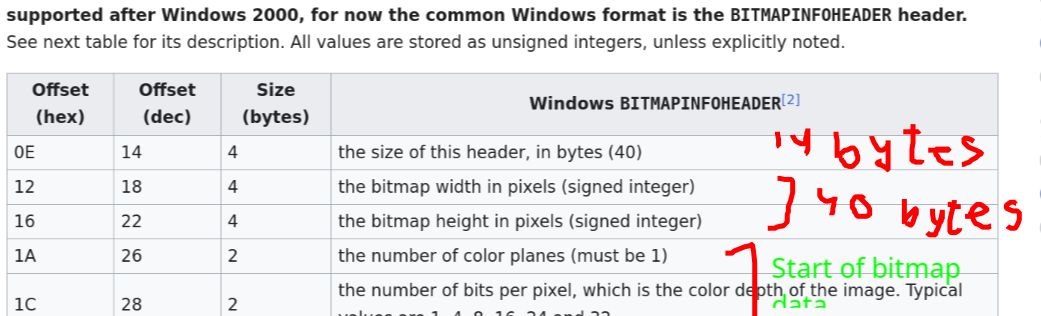 supported after Windows 2000, for now the common Windows format is the BITMAPINFOHEADER header.
See next table for its description. All values are stored as unsigned integers, unless explicitly noted.
Offset (hex) Offset (dec) Size (bytes) Windows BITMAPINFOHEADER[2]
14 bytes
0E 14 4 the size of this header, in bytes (40)
12 18 4 the bitmap width in pixels (signed integer)
40 bytes
16 22 4 the bitmap height in pixels (signed integer)
1A 26 2 the number of color planes (must be 1)
Start of bitmap
data
1C 28 2 the number of bits per pixel, which is the color depth of the image. Typical
values are 1, 4, 8, 16, 24 and 32.